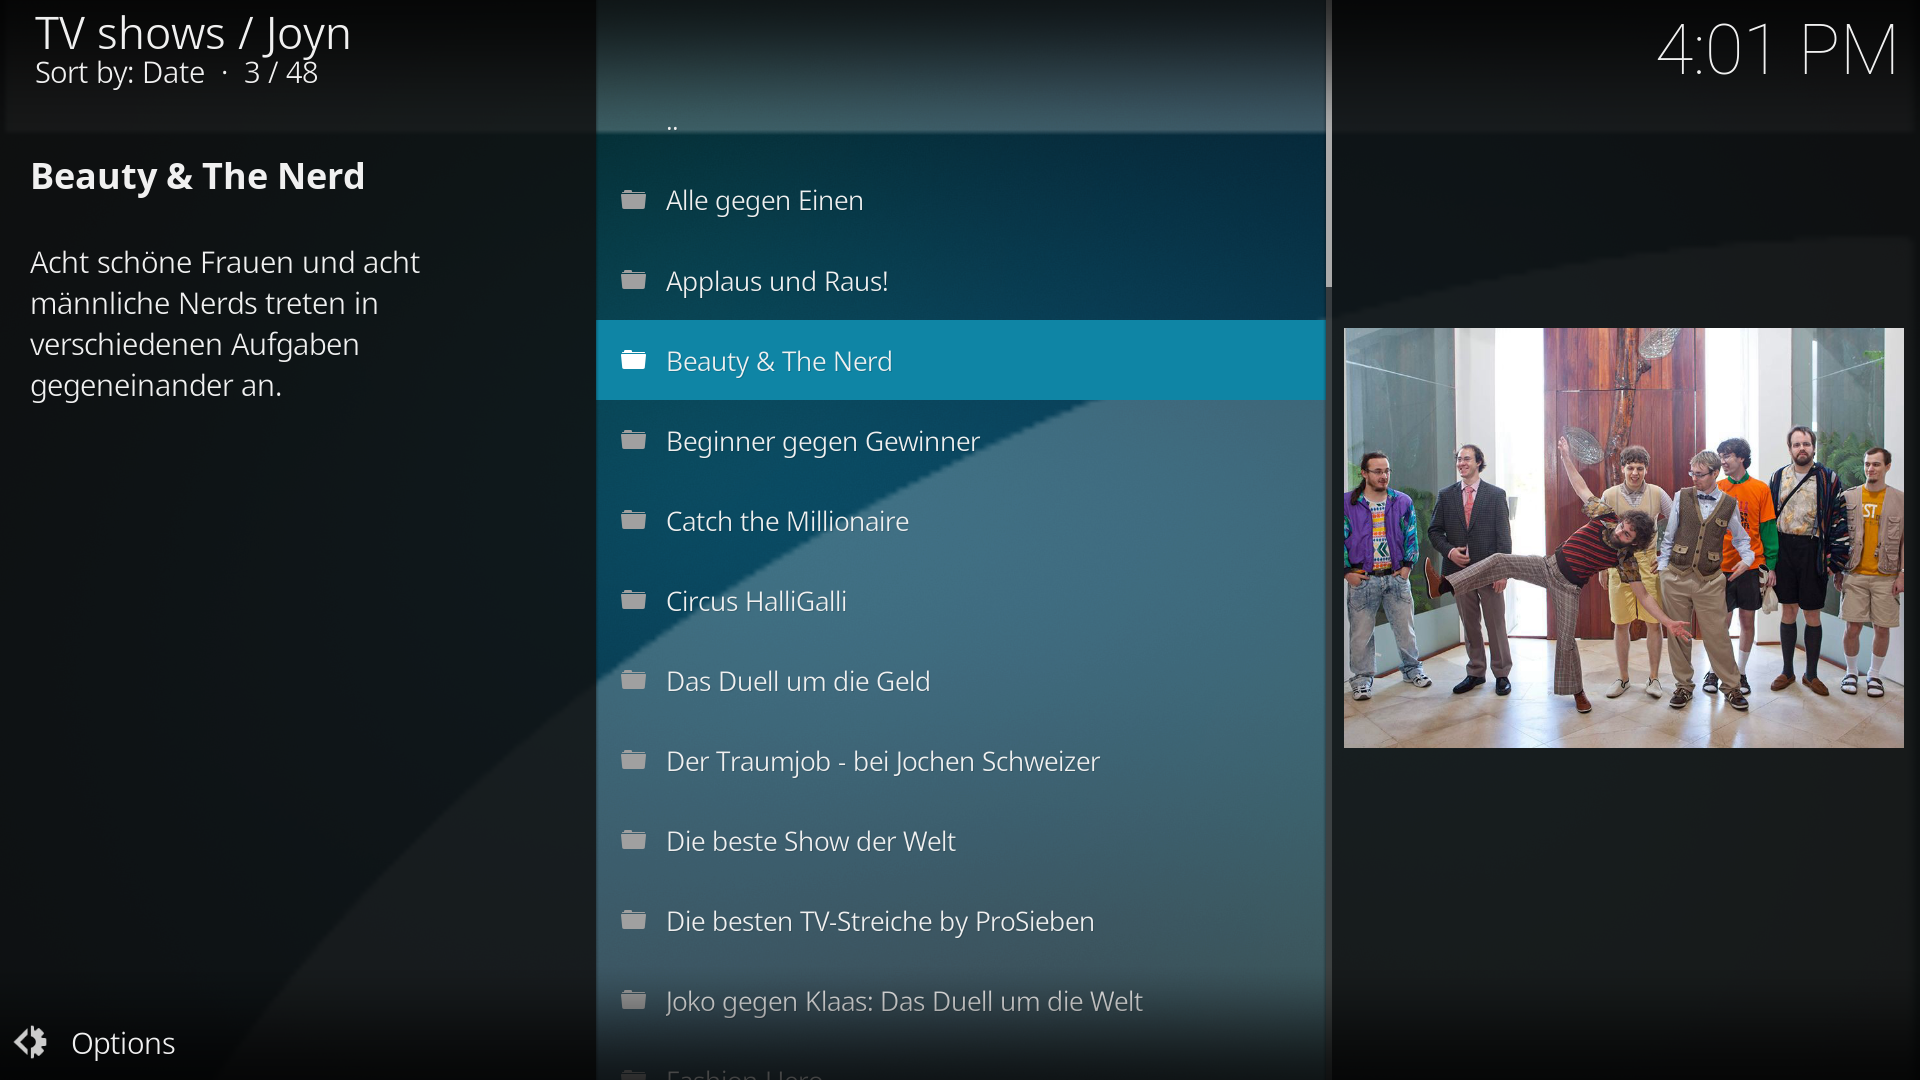 TV shows / Joyn
Sort by: Date · 3 / 48
4:01 PM
Beauty & The Nerd
Acht schöne Frauen und acht
männliche Nerds treten in
verschiedenen Aufgaben
gegeneinander an.
..
Alle gegen Einen
Applaus und Raus!
Beauty & The Nerd
Beginner gegen Gewinner
Catch the Millionaire
Circus HalliGalli
Das Duell um die Geld
Der Traumjob - bei Jochen Schweizer
Die beste Show der Welt
Die besten TV-Streiche by ProSieben
Joko gegen Klaas: Das Duell um die Welt
Fashion Hero
Options